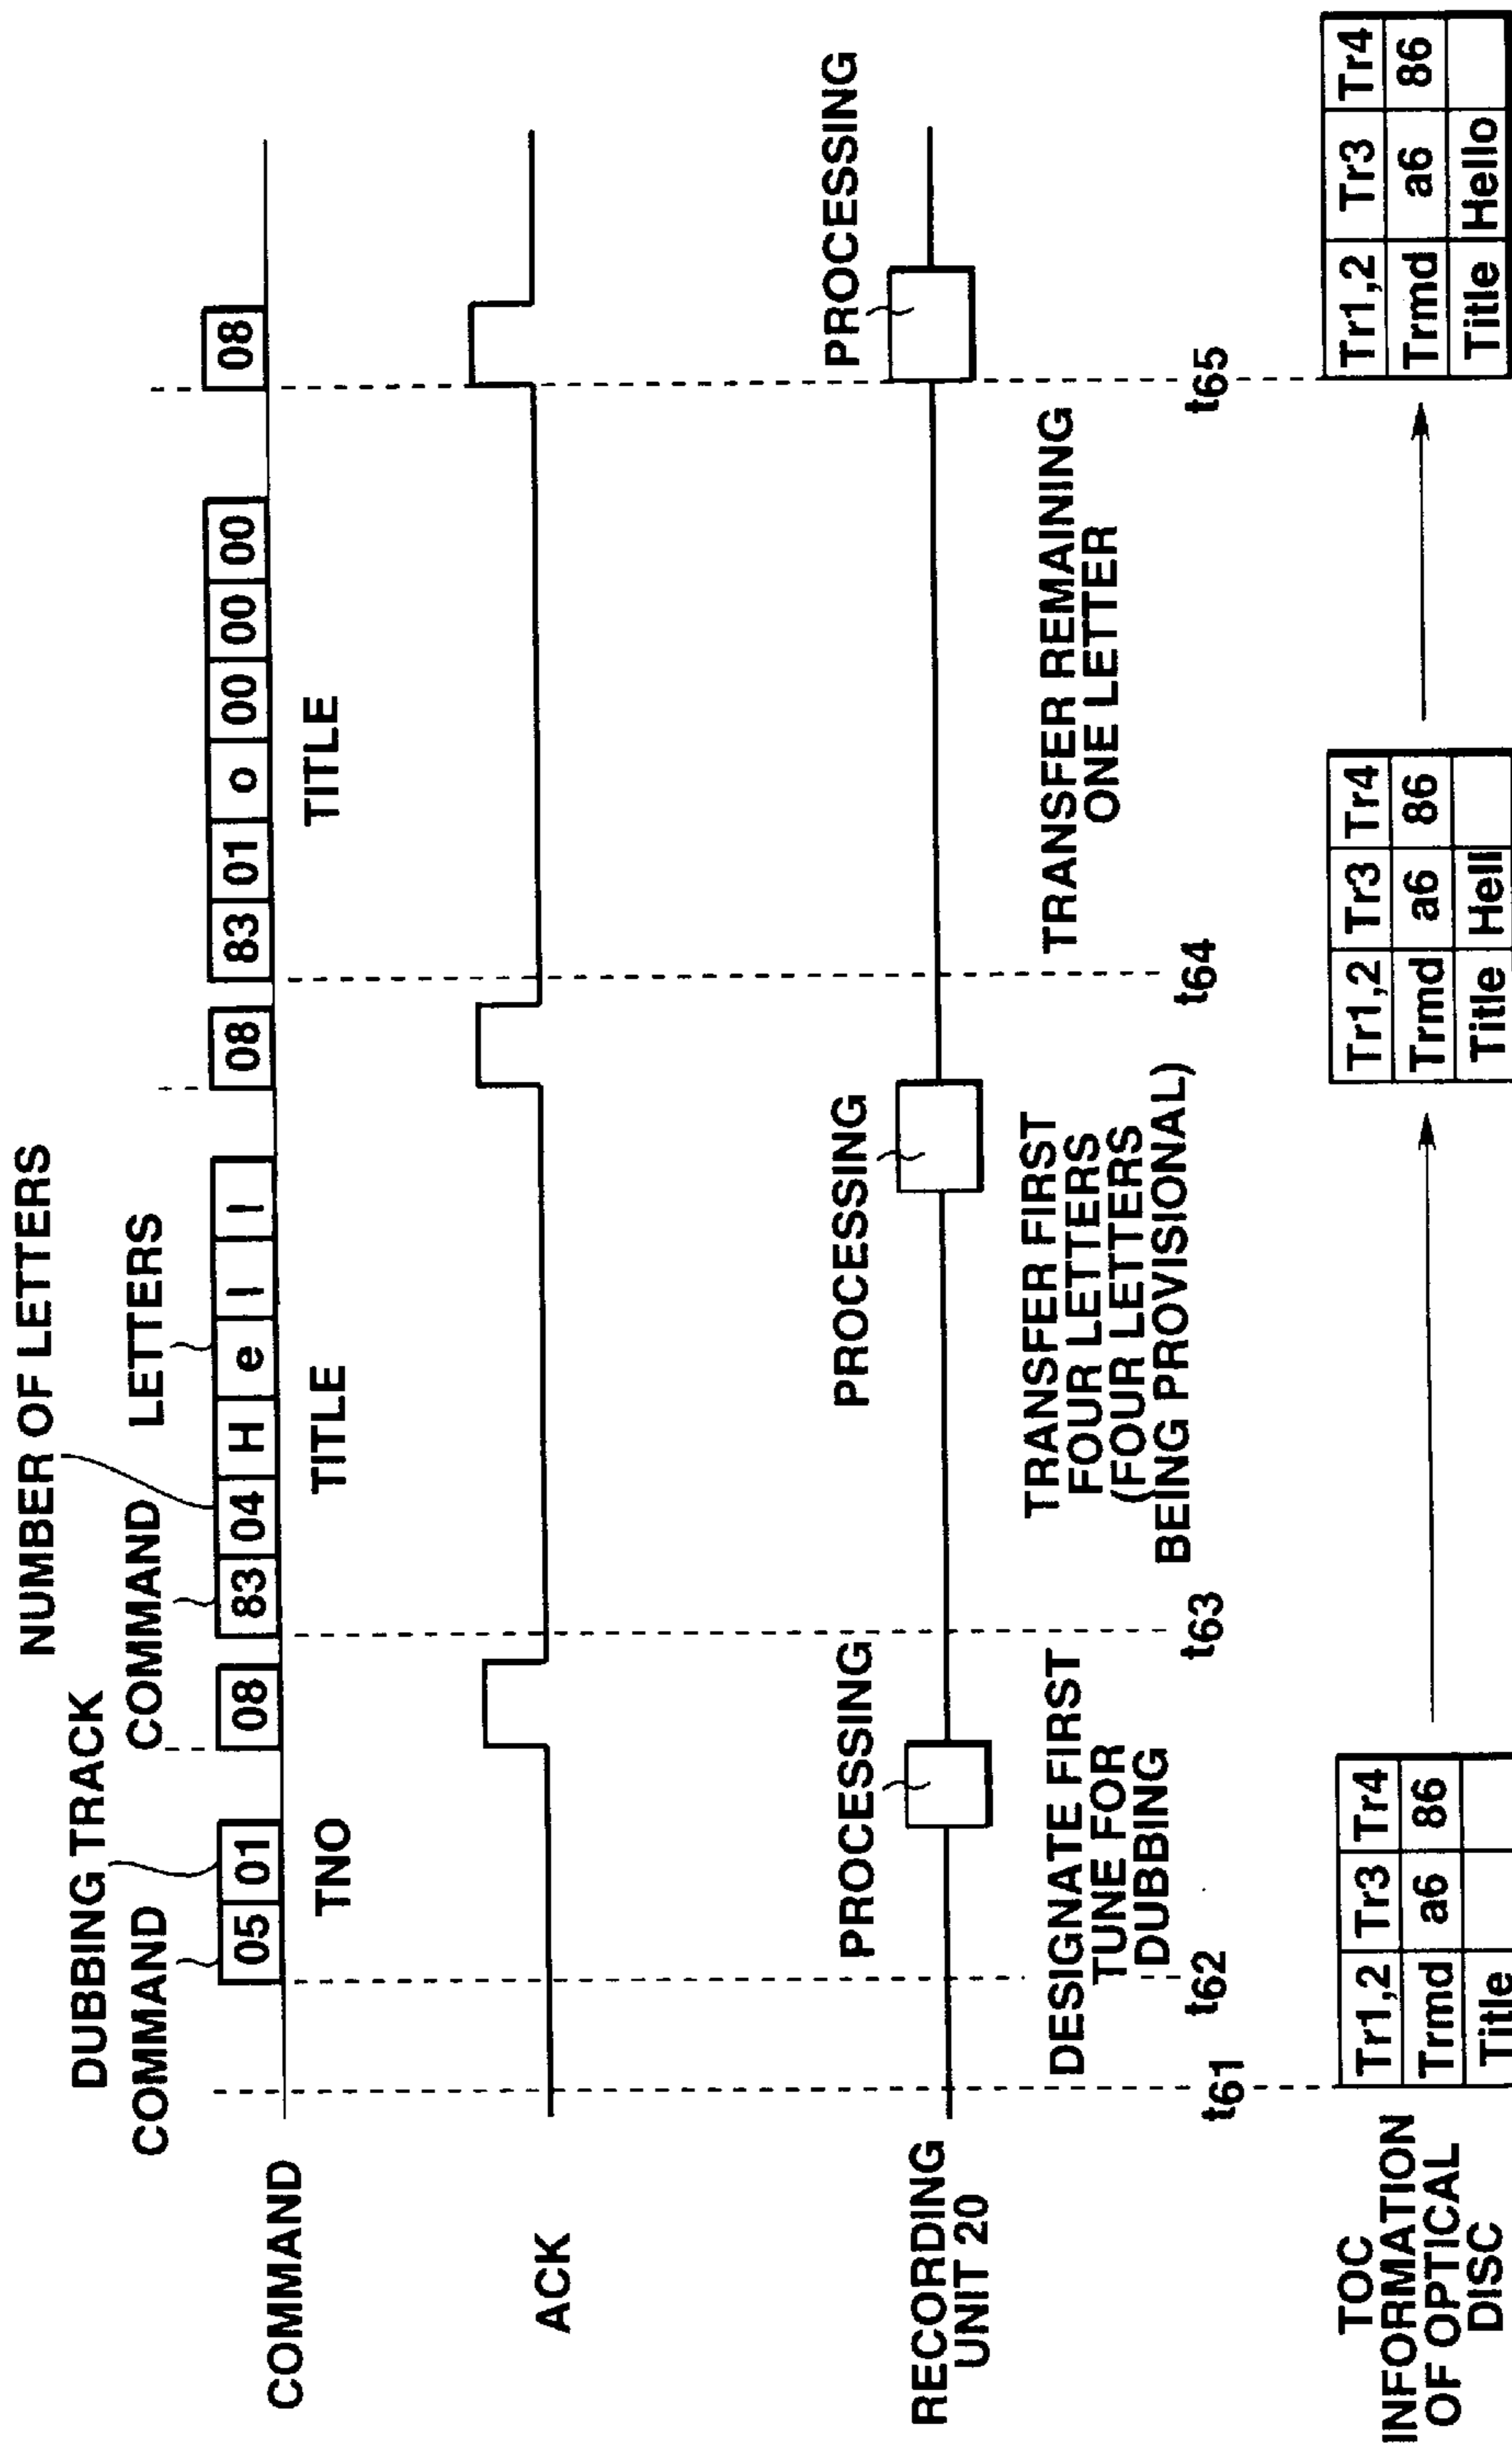 NUMBER OF LETTERS
DUBBING TRACK
COMMAND
COMMAND
LETTERS
COMMAND
05 01
08
83 04 H e l l
08
83 01 o 00 00 00
08
TNO
TITLE
TITLE
ACK
RECORDING
UNIT 20
PROCESSING
PROCESSING
PROCESSING
DESIGNATE FIRST
TUNE FOR
DUBBING
TRANSFER FIRST
FOUR LETTERS
(FOUR LETTERS
BEING PROVISIONAL)
TRANSFER REMAINING
ONE LETTER
t61
t62
t63
t64
t65
TOC
INFORMATION
OF OPTICAL
DISC
Tr1,2 Tr3 Tr4
Trmd a6 86
Title
Tr1,2 Tr3 Tr4
Trmd a6 86
Title Hell
Tr1,2 Tr3 Tr4
Trmd a6 86
Title Hello